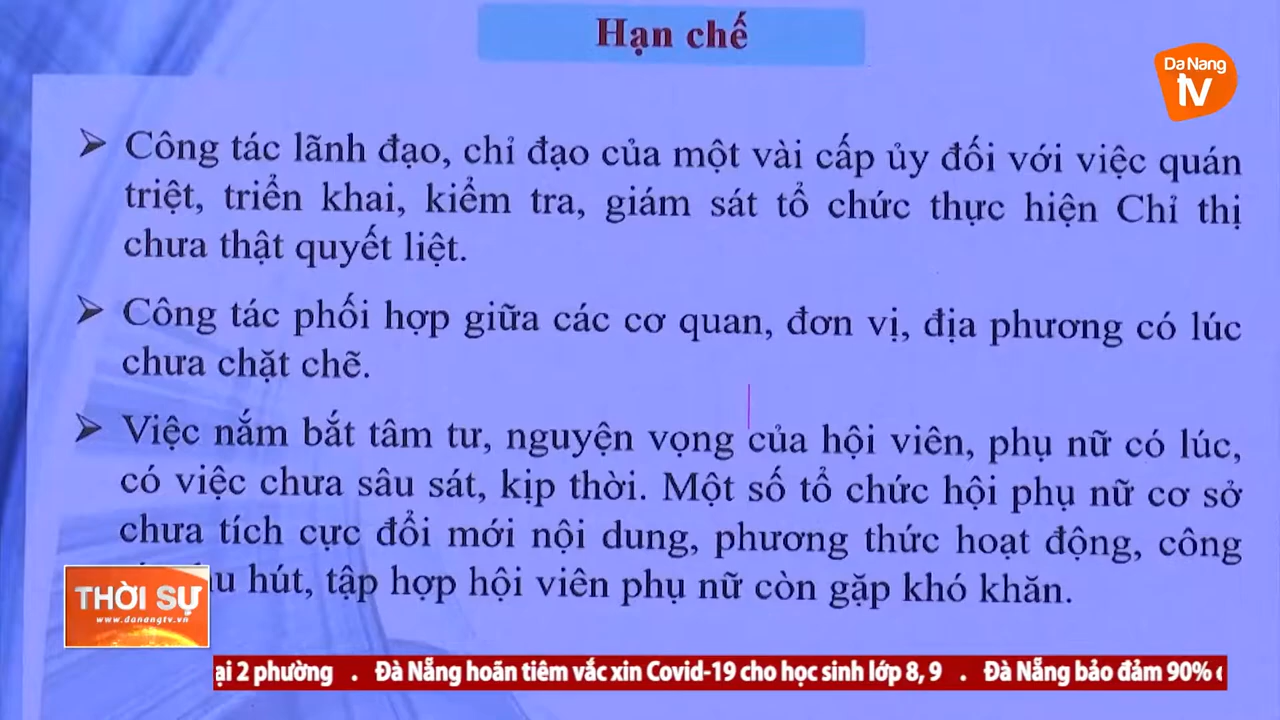 Hạn chế
Da Nang
tv
➢ Công tác lãnh đạo, chỉ đạo của một vài cấp ủy đối với việc quán
triệt, triển khai, kiểm tra, giám sát tổ chức thực hiện Chỉ thị
chưa thật quyết liệt.
➢ Công tác phối hợp giữa các cơ quan, đơn vị, địa phương có lúc
chưa chặt chẽ.
➢ Việc nắm bắt tâm tư, nguyện vọng của hội viên, phụ nữ có lúc,
có việc chưa sâu sát, kịp thời. Một số tổ chức hội phụ nữ cơ sở
chưa tích cực đổi mới nội dung, phương thức hoạt động, công
hút, tập hợp hội viên phụ nữ còn gặp khó khăn.
THỜI SỰ
www.danangtv.vn
2 phường . Đà Nẵng hoãn tiêm vắc xin Covid-19 cho học sinh lớp 8, 9 . Đà Nẵng bảo đảm 90%